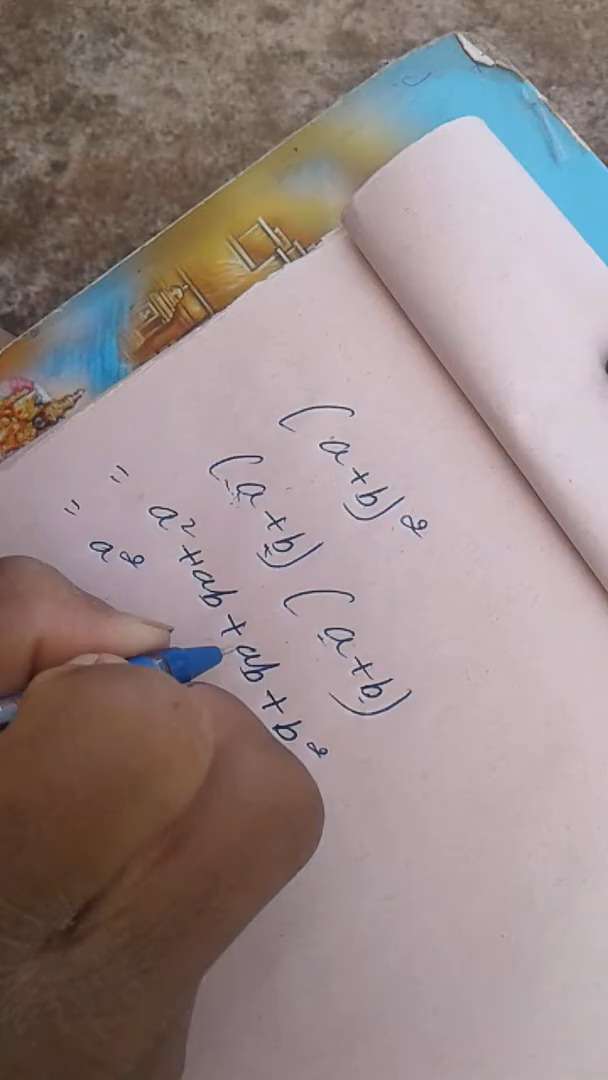 (a+b)²
(a+b) (a+b)
= a²+ab+ab+b²
= a²